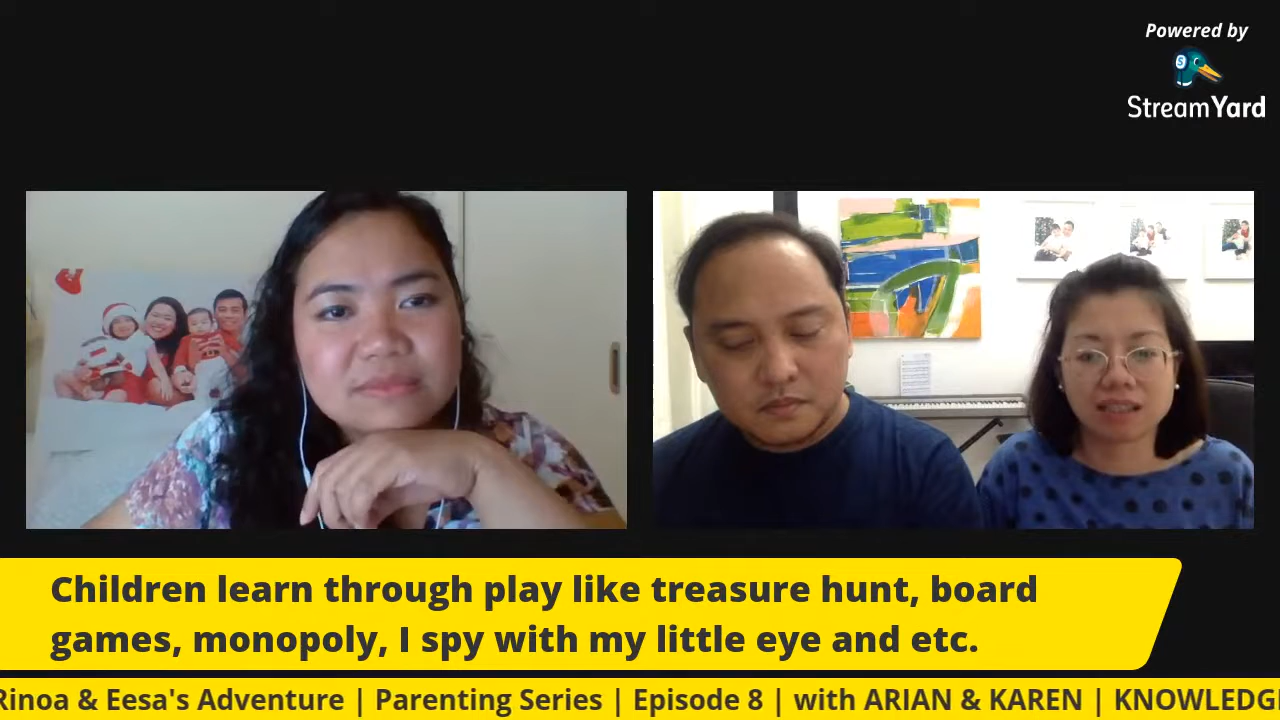 Powered by
S
StreamYard
Children learn through play like treasure hunt, board
games, monopoly, I spy with my little eye and etc.
Rinoa & Eesa's Adventure | Parenting Series | Episode 8 | with ARIAN & KAREN | KNOWLEDG